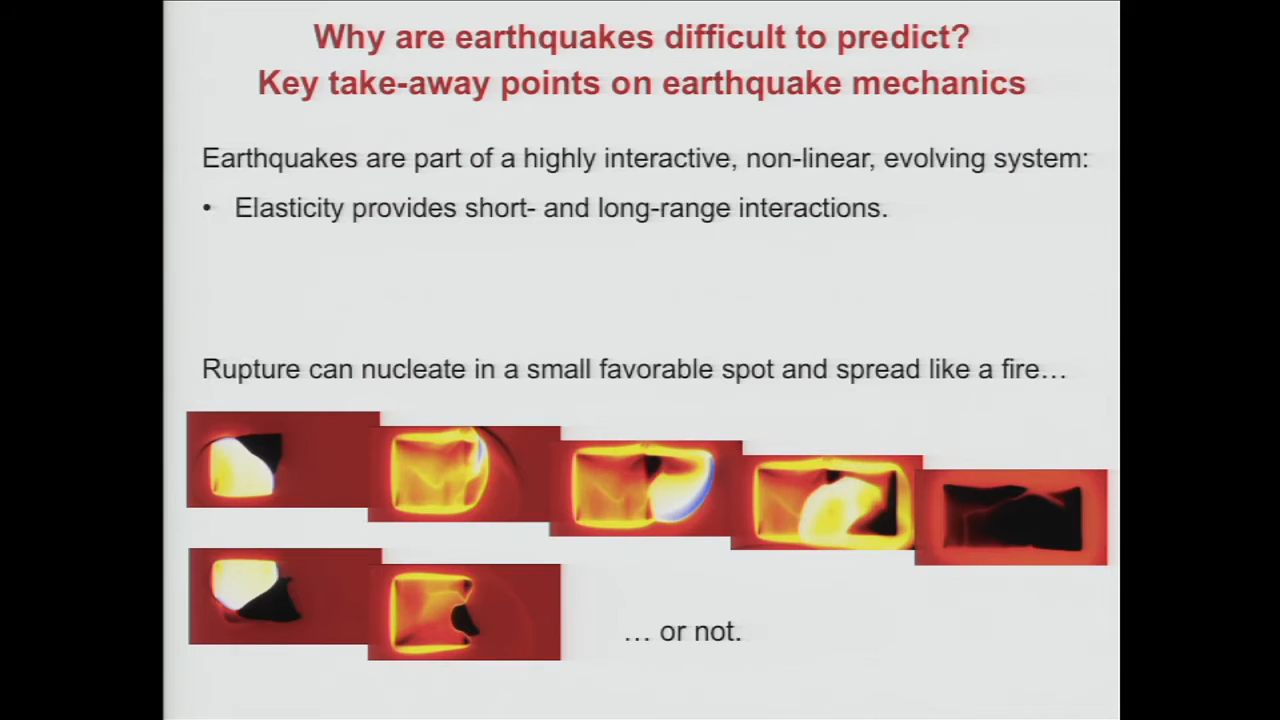 Why are earthquakes difficult to predict?
Key take-away points on earthquake mechanics
Earthquakes are part of a highly interactive, non-linear, evolving system:
• Elasticity provides short- and long-range interactions.
Rupture can nucleate in a small favorable spot and spread like a fire…
… or not.